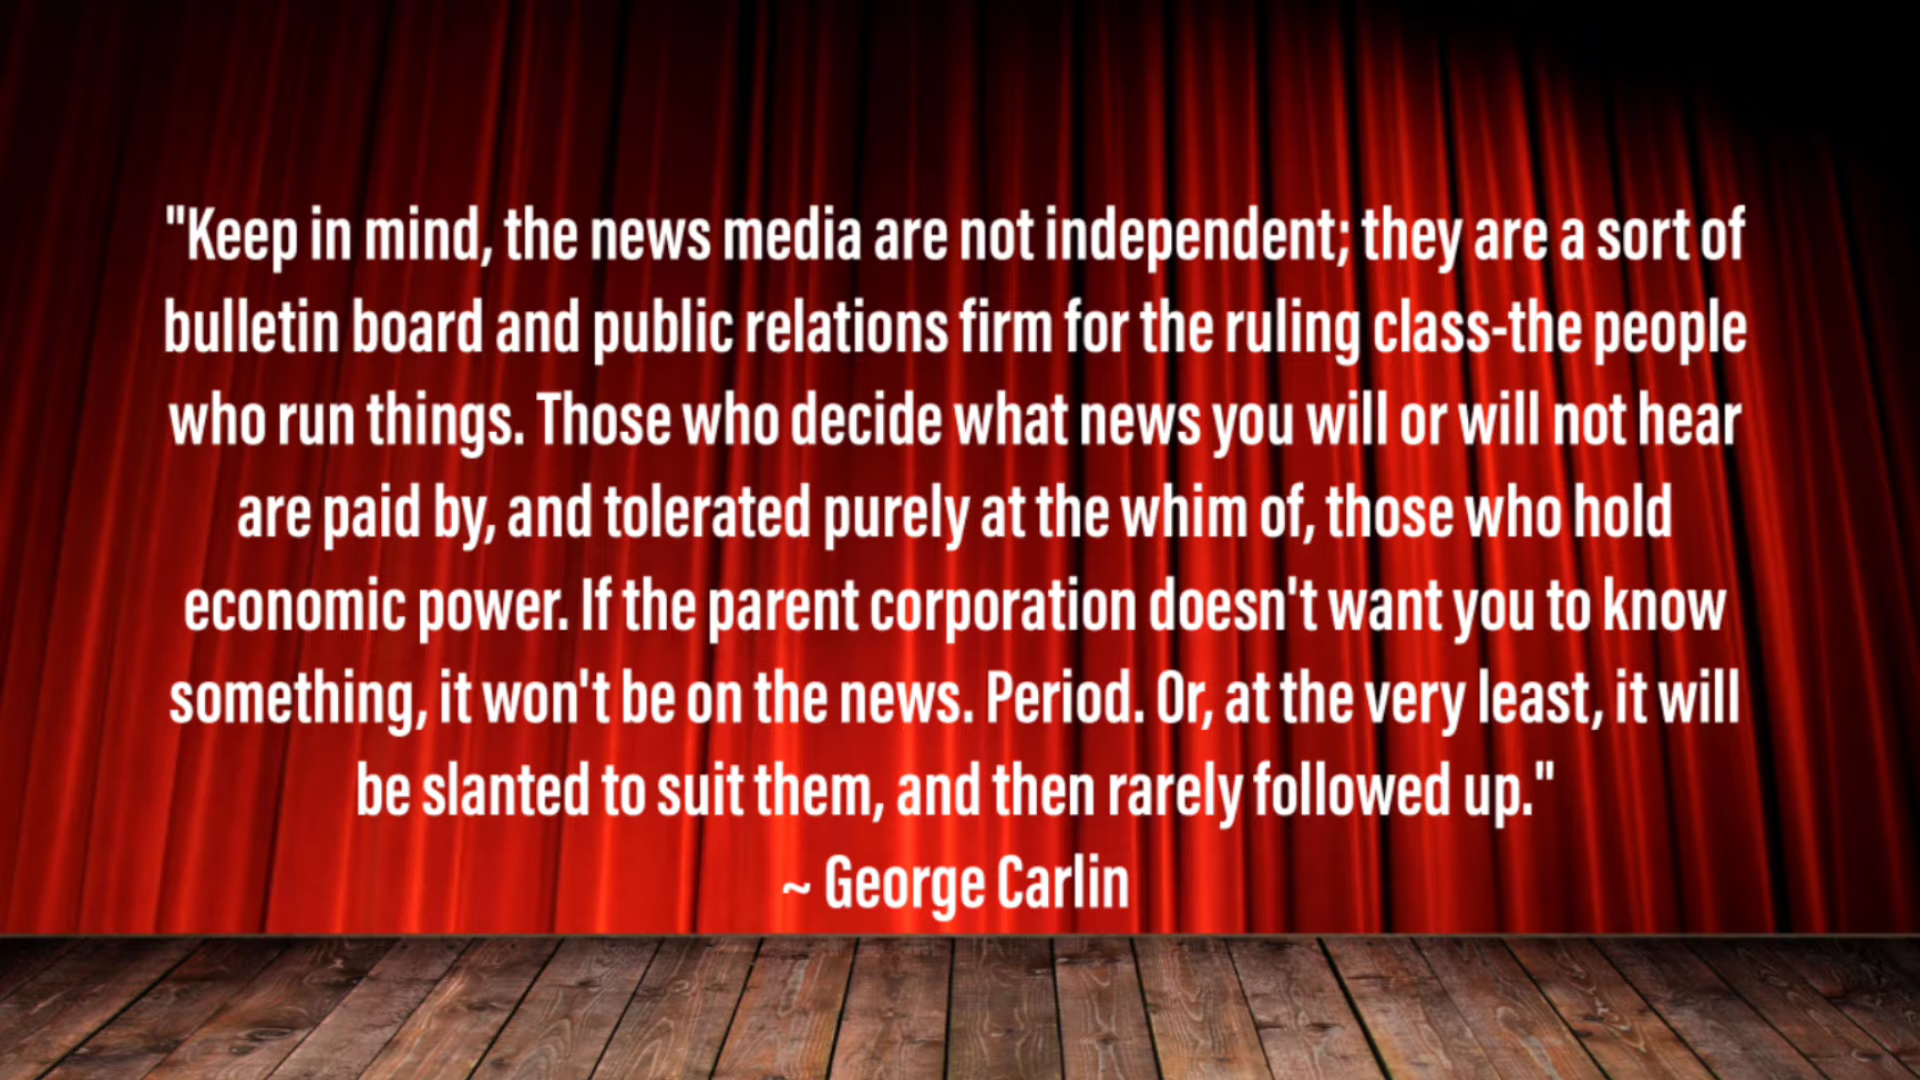 "Keep in mind, the news media are not independent; they are a sort of
bulletin board and public relations firm for the ruling class-the people
who run things. Those who decide what news you will or will not hear
are paid by, and tolerated purely at the whim of, those who hold
economic power. If the parent corporation doesn't want you to know
something, it won't be on the news. Period. Or, at the very least, it will
be slanted to suit them, and then rarely followed up."
~ George Carlin